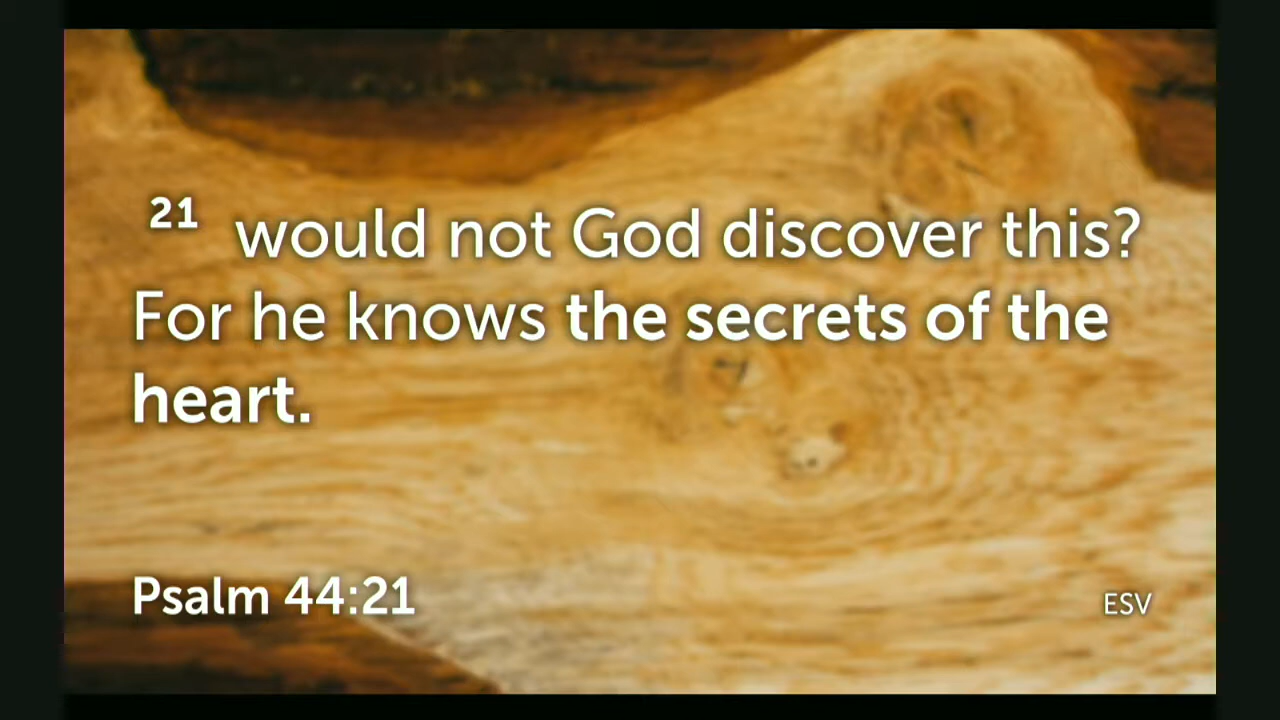 21 would not God discover this?
For he knows the secrets of the
heart.
Psalm 44:21
ESV